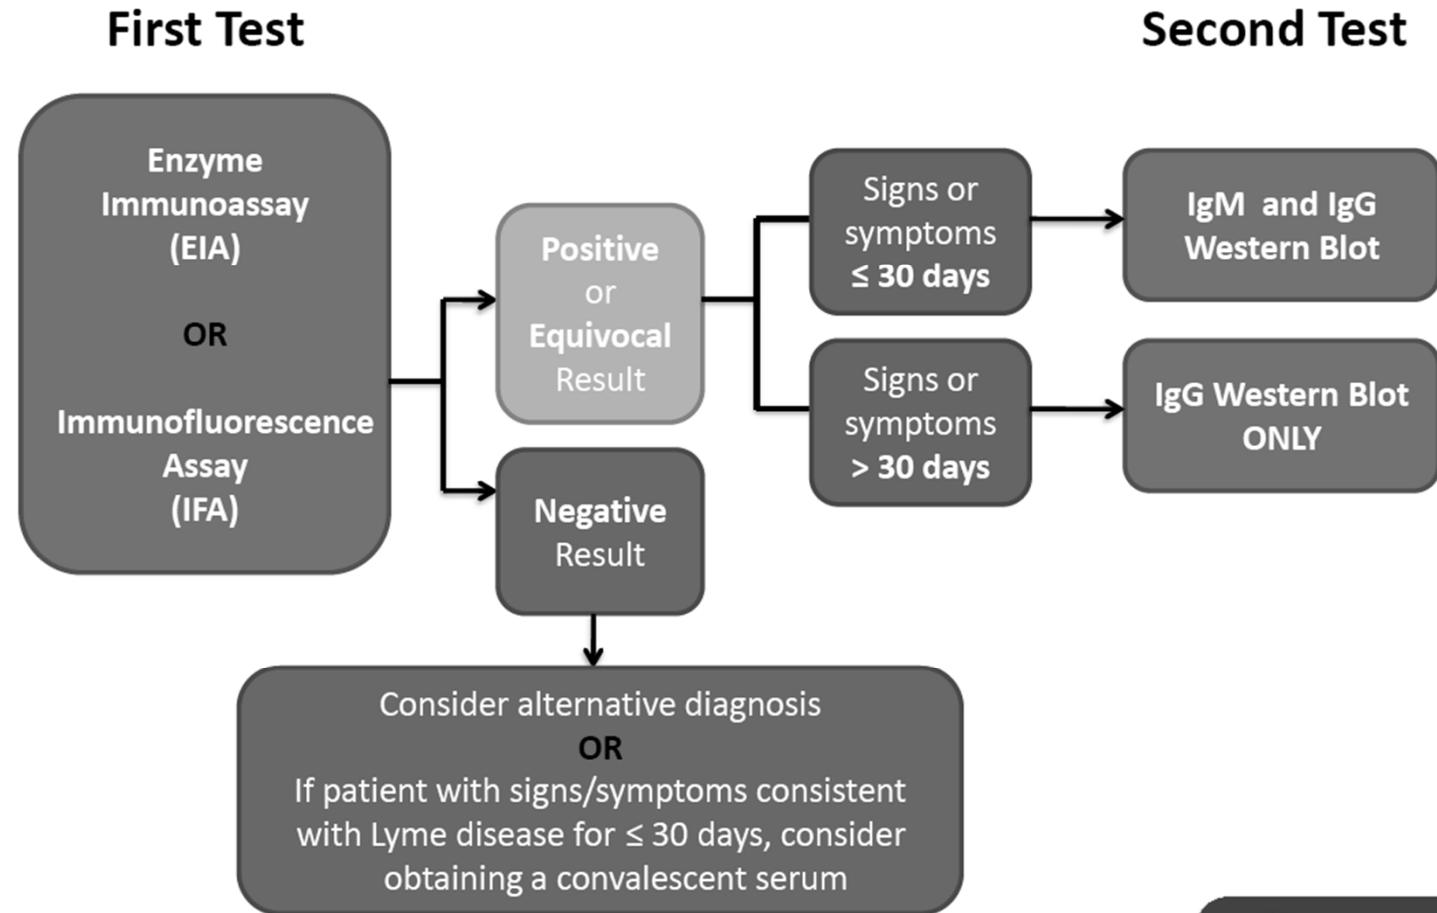 First Test
Second Test
Enzyme
Immunoassay
(EIA)
OR
Immunofluorescence
Assay
(IFA)
Positive
or
Equivocal
Result
Negative
Result
Signs or
symptoms
≤ 30 days
IgM and IgG
Western Blot
Signs or
symptoms
> 30 days
IgG Western Blot
ONLY
Consider alternative diagnosis
OR
If patient with signs/symptoms consistent
with Lyme disease for ≤ 30 days, consider
obtaining a convalescent serum